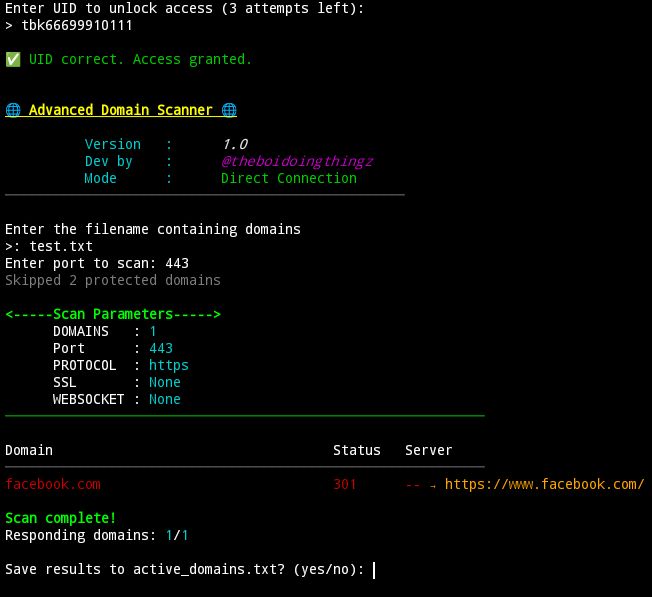 Enter UID to unlock access (3 attempts left):
> tbk66699910111
✅ UID correct. Access granted.
🌐 Advanced Domain Scanner 🌐
Version : 1.0
Dev by : @theboidoingthingz
Mode : Direct Connection
Enter the filename containing domains
>: test.txt
Enter port to scan: 443
Skipped 2 protected domains
<-----Scan Parameters----->
DOMAINS : 1
Port : 443
PROTOCOL : https
SSL : None
WEBSOCKET : None
Domain Status Server
facebook.com 301 -- → https://www.facebook.com/
Scan complete!
Responding domains: 1/1
Save results to active_domains.txt? (yes/no):